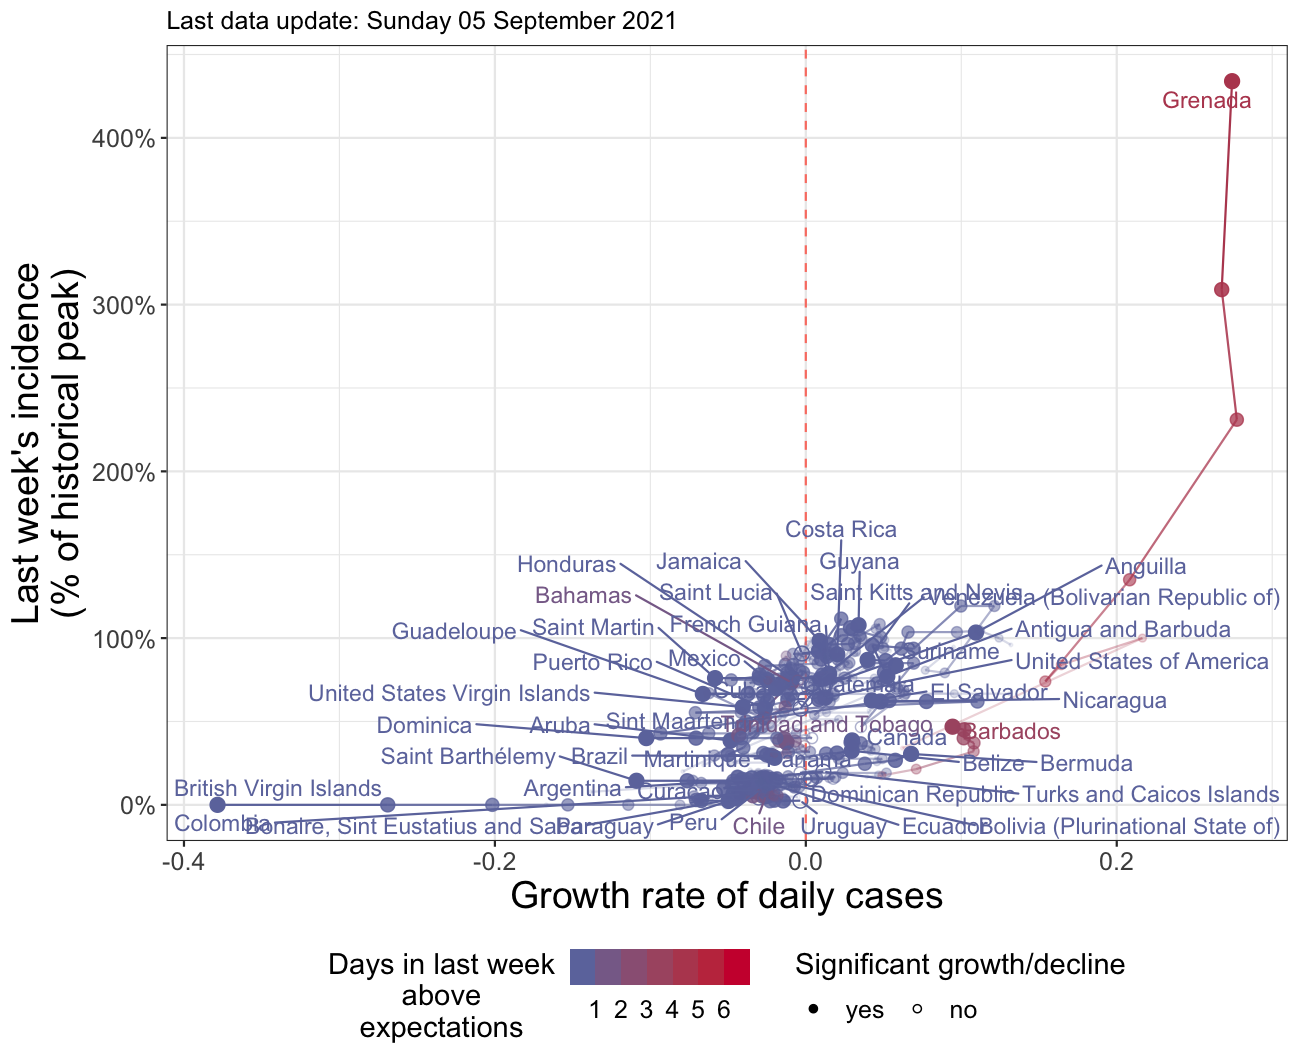 Last data update: Sunday 05 September 2021
Last week's incidence
(% of historical peak)
400%
300%
200%
100%
0%
Grenada
Costa Rica
Honduras
Jamaica
Guyana
Anguilla
Bahamas
Saint Lucia
Saint Kitts and Nevis
Venezuela (Bolivarian Republic of)
Guadeloupe
Saint Martin
French Guiana
Antigua and Barbuda
Puerto Rico
Mexico
Suriname
United States of America
United States Virgin Islands
Cuba
Guatemala
El Salvador
Nicaragua
Dominica
Aruba
Sint Maarten
Trinidad and Tobago
Canada
Barbados
Saint Barthélemy
Brazil
Martinique
Panama
Belize
Bermuda
British Virgin Islands
Argentina
Curaçao
Dominican Republic
Turks and Caicos Islands
Colombia
Bonaire, Sint Eustatius and Saba
Paraguay
Peru
Chile
Uruguay
Ecuador
Bolivia (Plurinational State of)
-0.4
-0.2
0.0
0.2
Growth rate of daily cases
Days in last week
above
expectations
1 2 3 4 5 6
Significant growth/decline
yes
no